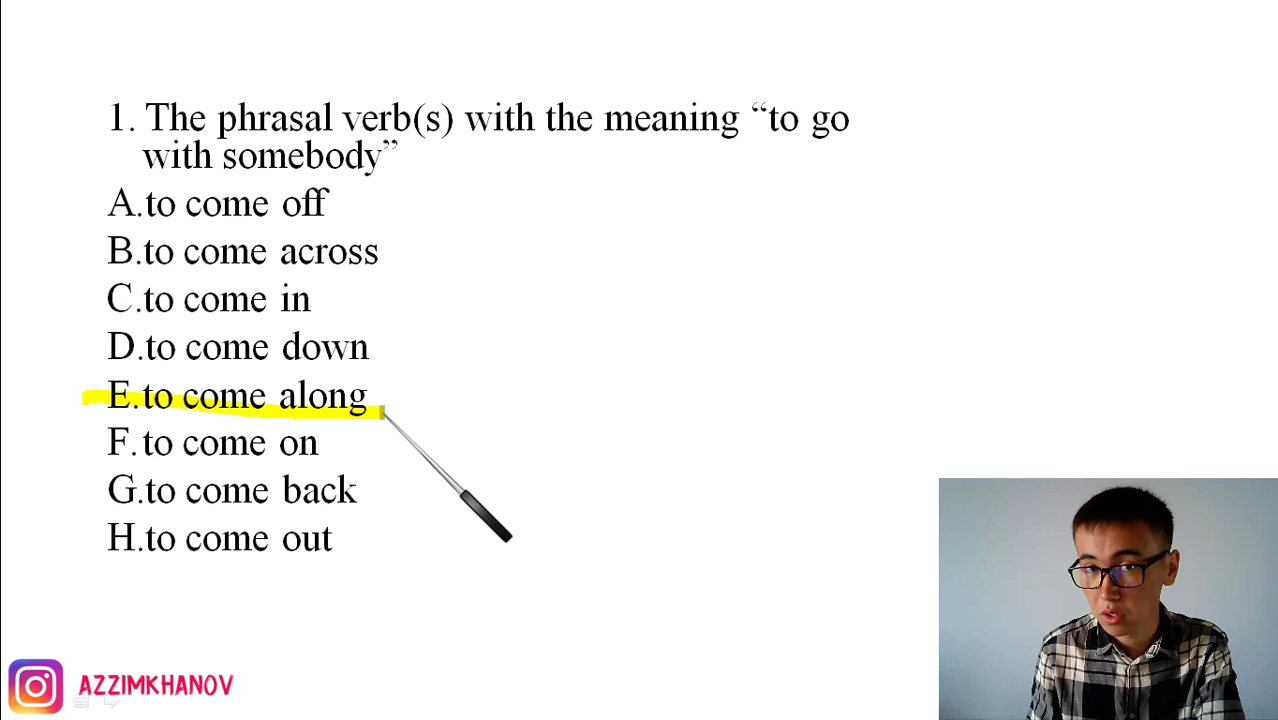 1. The phrasal verb(s) with the meaning “to go
with somebody”
A.to come off
B.to come across
C.to come in
D.to come down
E.to come along
F.to come on
G.to come back
H.to come out
AZZIMKHANOV